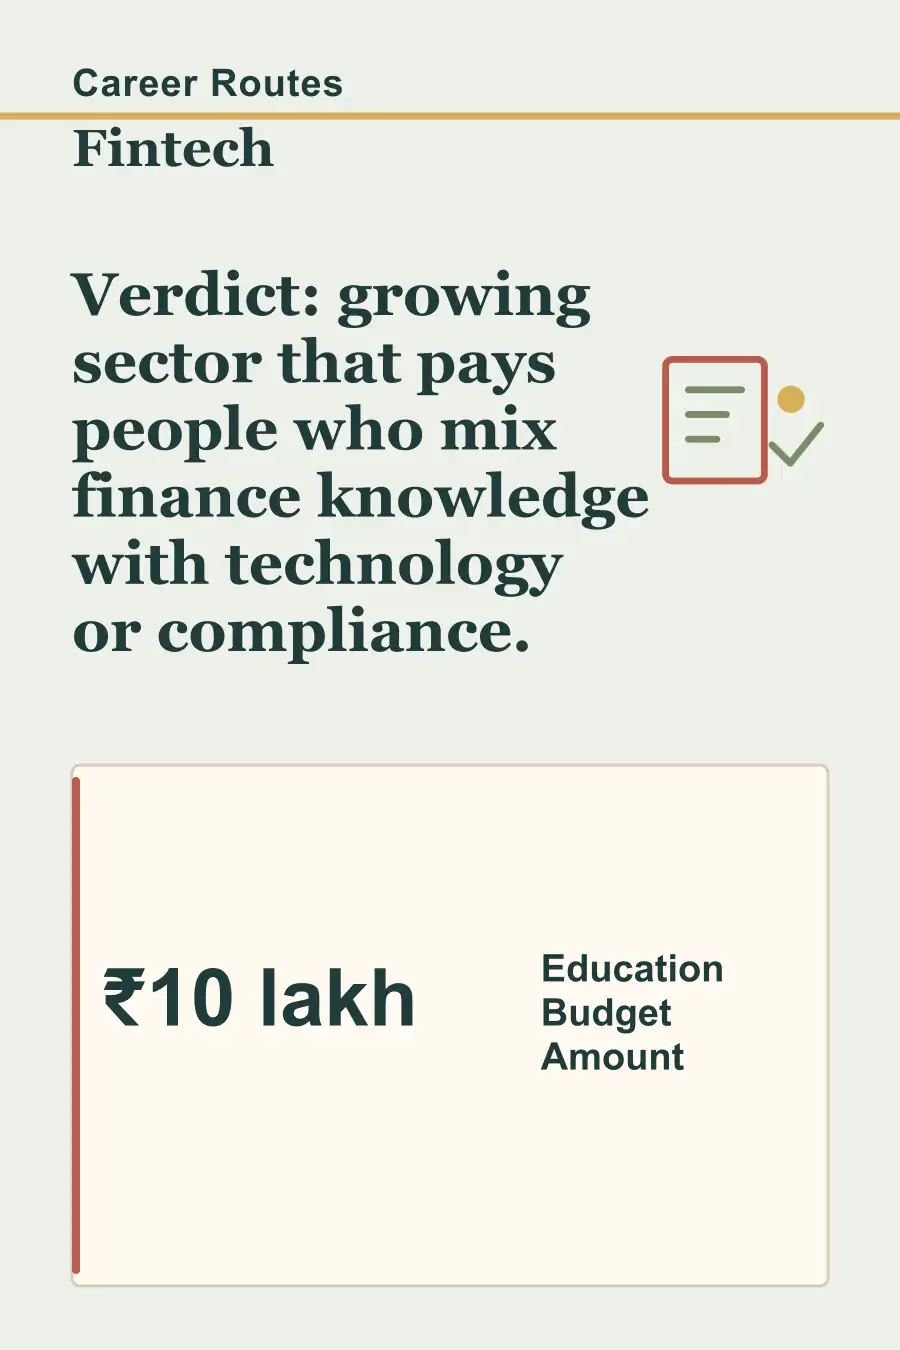 Career Routes
Fintech
Verdict: growing
sector that pays
people who mix
finance knowledge
with technology
or compliance.
₹10 lakh
Education
Budget
Amount